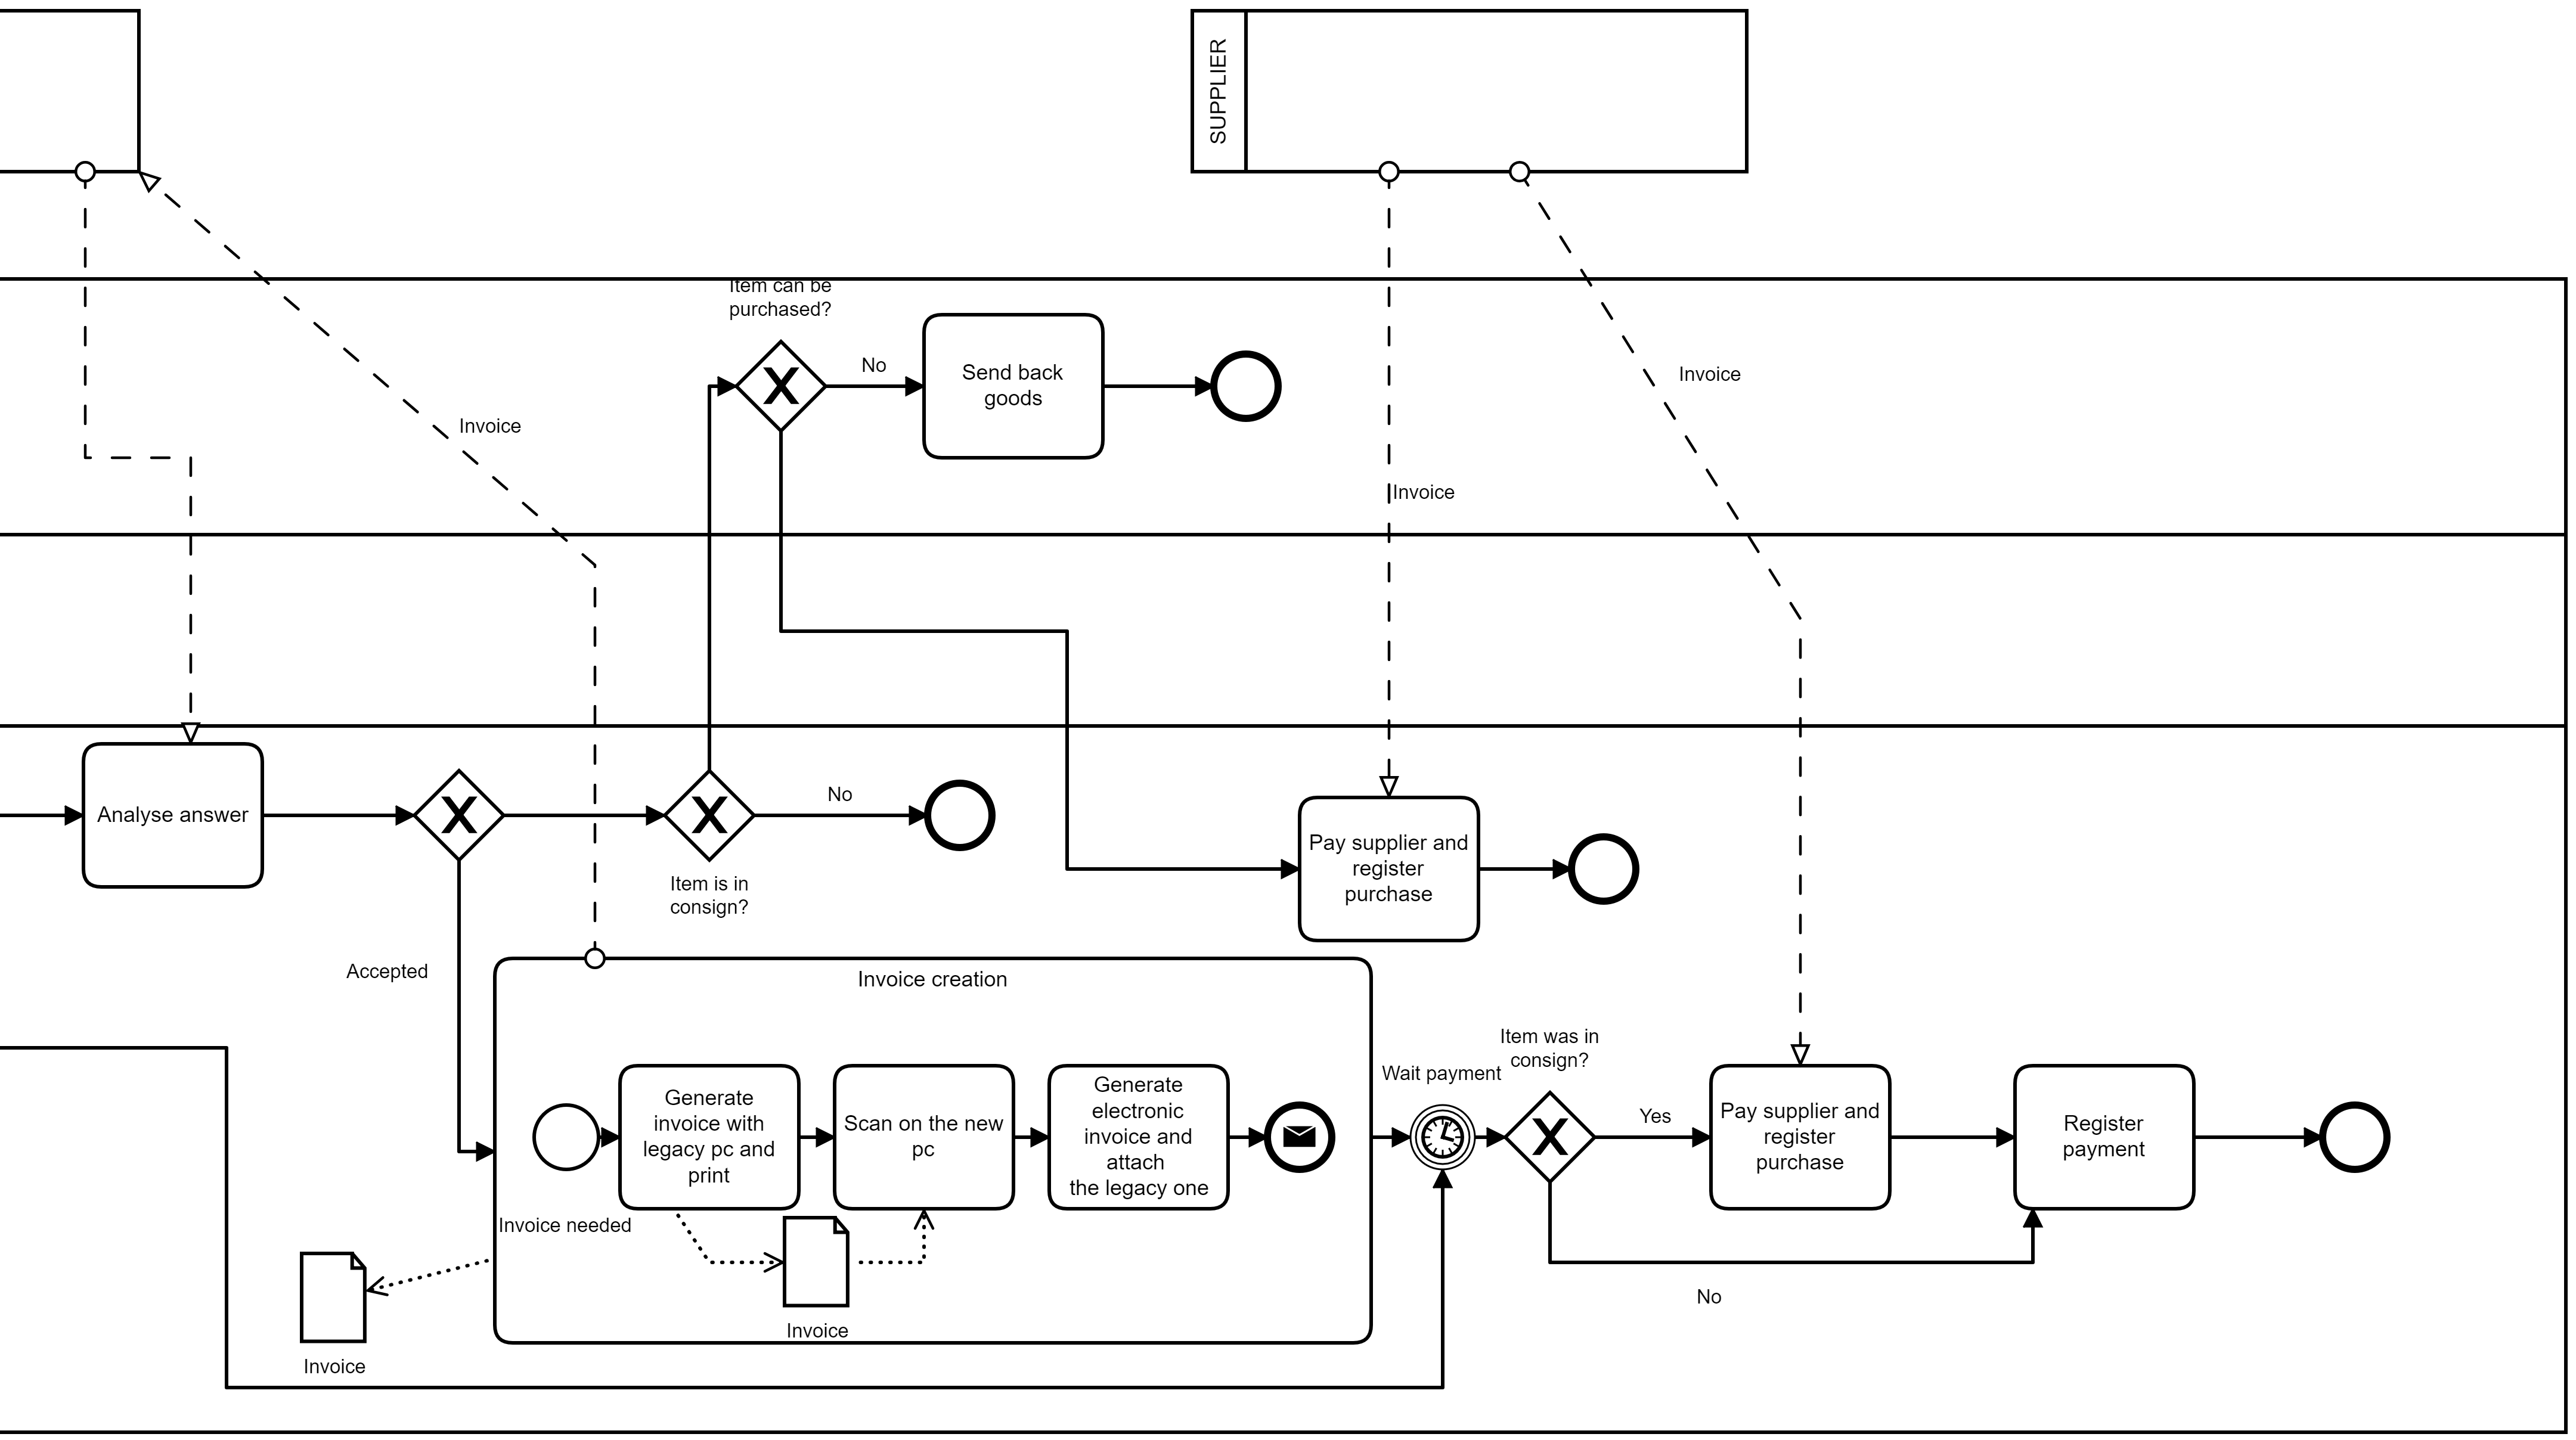 SUPPLIER
Item can be
purchased?
No
Send back
goods
Invoice
Invoice
Invoice
Analyse answer
No
Item is in
consign?
Pay supplier and
register
purchase
Accepted
Invoice creation
Generate
invoice with
legacy pc and
print
Scan on the new
pc
Generate
electronic
invoice and
attach
the legacy one
Invoice needed
Invoice
Invoice
Wait payment
Item was in
consign?
Yes
Pay supplier and
register
purchase
Register
payment
No